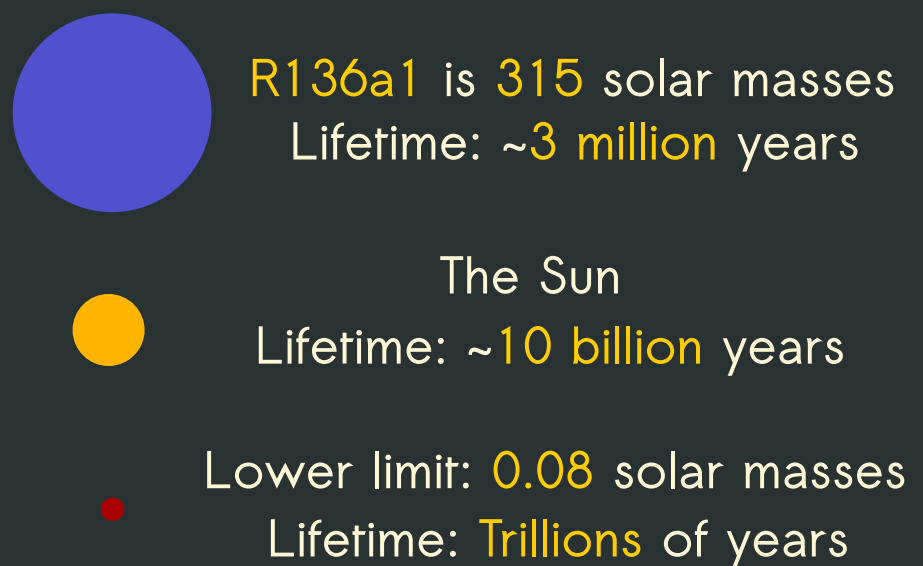 R136a1 is 315 solar masses
Lifetime: ~3 million years
The Sun
Lifetime: ~10 billion years
Lower limit: 0.08 solar masses
Lifetime: Trillions of years